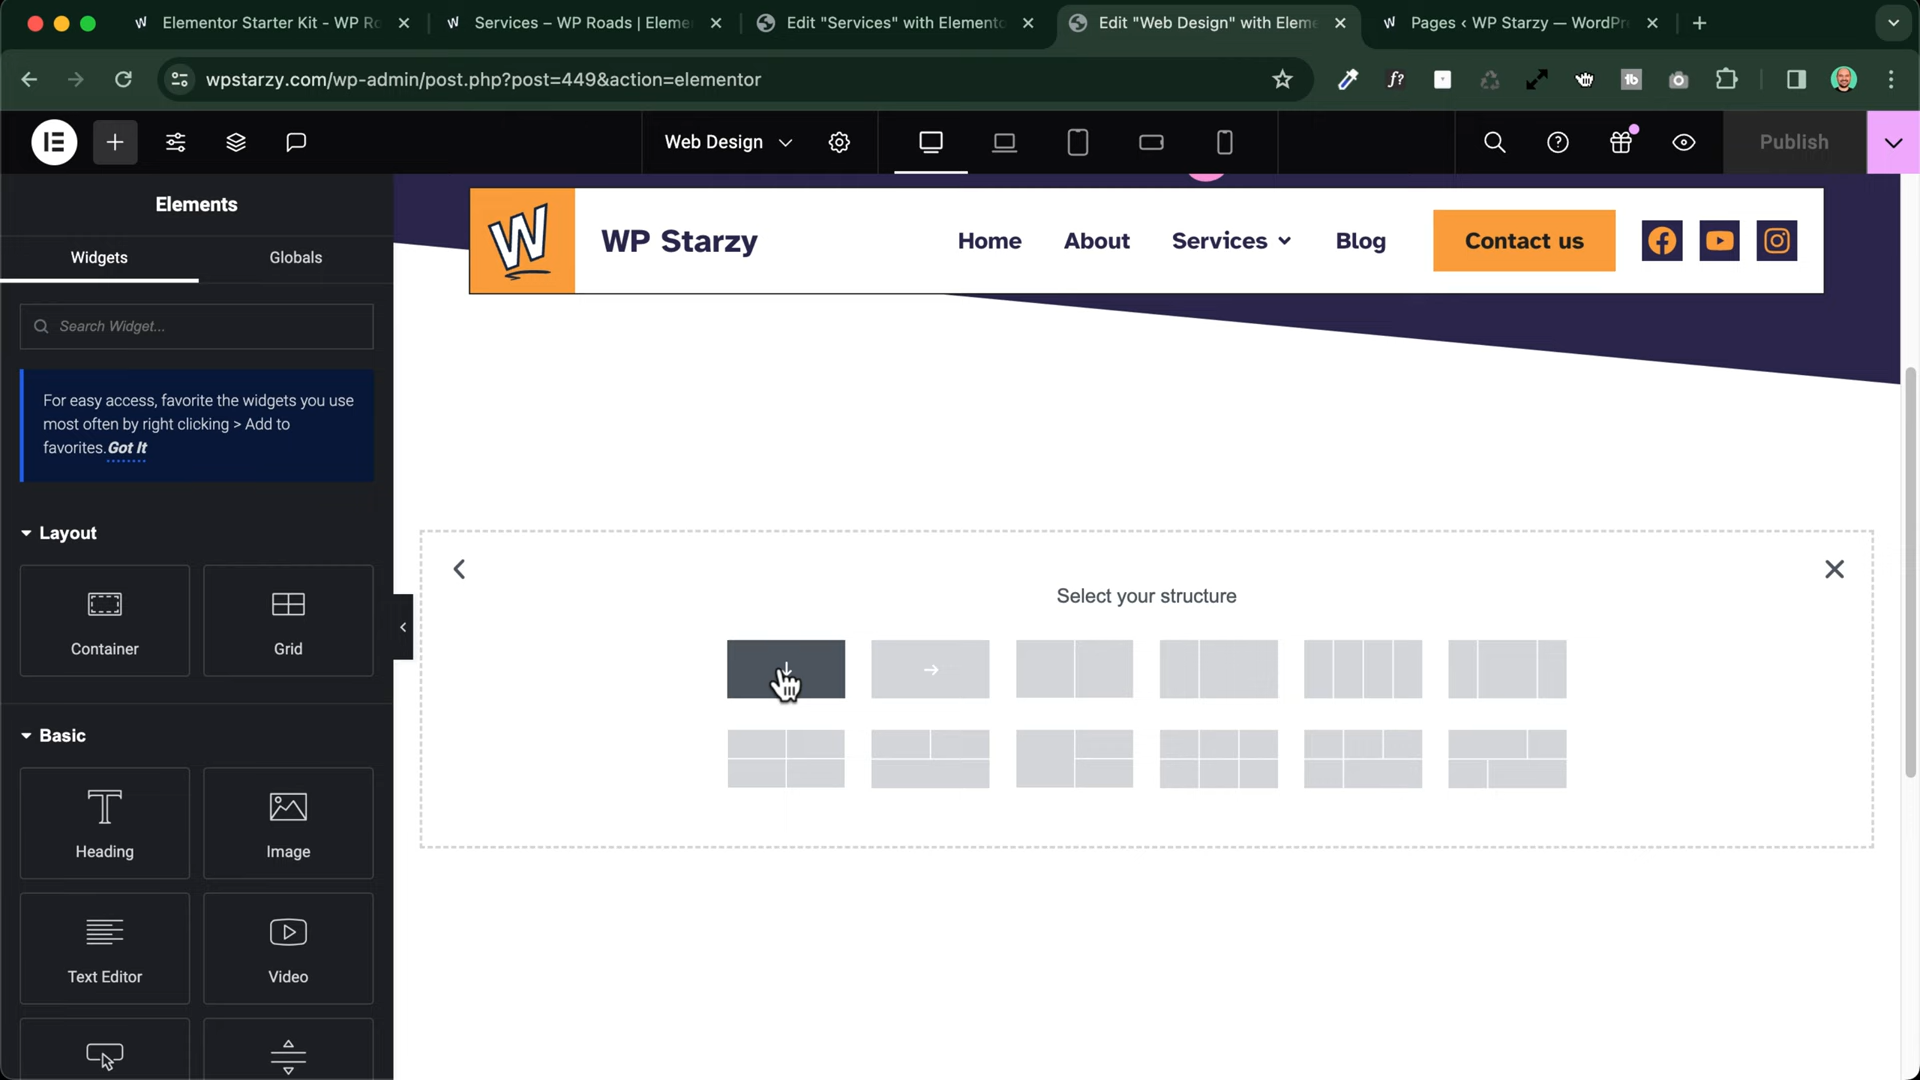 Elementor Starter Kit - WP Ro
Services – WP Roads | Eleme
Edit "Services" with Elemento
Edit "Web Design" with Eleme
Pages ‹ WP Starzy — WordPr
wpstarzy.com/wp-admin/post.php?post=449&action=elementor
f?
tb
Web Design
Publish
Elements
Widgets
Globals
Search Widget...
For easy access, favorite the widgets you use
most often by right clicking > Add to
favorites. Got It
Layout
Container
Grid
Basic
Heading
Image
Text Editor
Video
W
WP Starzy
Home
About
Services
Blog
Contact us
Select your structure